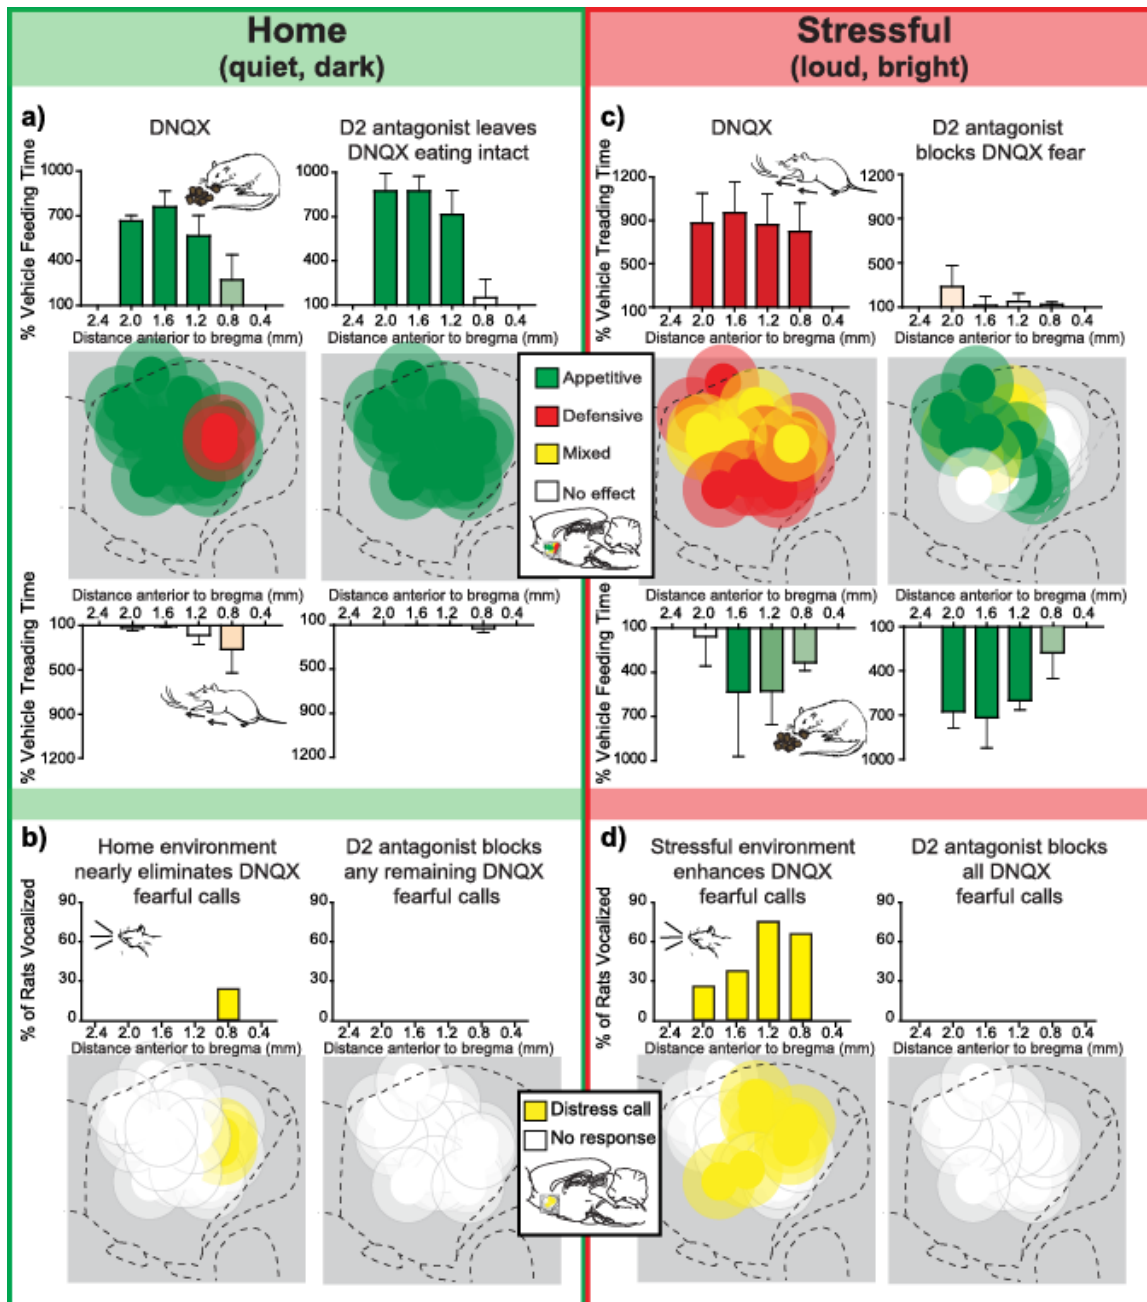 Home
(quiet, dark)
Stressful
(loud, bright)
a)
DNQX
D2 antagonist leaves
DNQX eating intact
% Vehicle Feeding Time
1000
700
400
100
2.4 2.0 1.6 1.2 0.8 0.4
Distance anterior to bregma (mm)
1000
700
400
100
2.4 2.0 1.6 1.2 0.8 0.4
Distance anterior to bregma (mm)
c)
DNQX
D2 antagonist
blocks DNQX fear
% Vehicle Treading Time
1200
900
500
100
2.4 2.0 1.6 1.2 0.8 0.4
Distance anterior to bregma (mm)
1200
900
500
100
2.4 2.0 1.6 1.2 0.8 0.4
Distance anterior to bregma (mm)
Appetitive
Defensive
Mixed
No effect
Distance anterior to bregma (mm)
2.4 2.0 1.6 1.2 0.8 0.4
% Vehicle Treading Time
100
500
900
1200
Distance anterior to bregma (mm)
2.4 2.0 1.6 1.2 0.8 0.4
100
500
900
1200
Distance anterior to bregma (mm)
2.4 2.0 1.6 1.2 0.8 0.4
% Vehicle Feeding Time
100
400
700
1000
Distance anterior to bregma (mm)
2.4 2.0 1.6 1.2 0.8 0.4
100
400
700
1000
b)
Home environment
nearly eliminates DNQX
fearful calls
D2 antagonist blocks
any remaining DNQX
fearful calls
% of Rats Vocalized
90
60
30
0
2.4 2.0 1.6 1.2 0.8 0.4
Distance anterior to bregma (mm)
90
60
30
0
2.4 2.0 1.6 1.2 0.8 0.4
Distance anterior to bregma (mm)
d)
Stressful environment
enhances DNQX
fearful calls
D2 antagonist blocks
all DNQX
fearful calls
% of Rats Vocalized
90
60
30
0
2.4 2.0 1.6 1.2 0.8 0.4
Distance anterior to bregma (mm)
90
60
30
0
2.4 2.0 1.6 1.2 0.8 0.4
Distance anterior to bregma (mm)
Distress call
No response